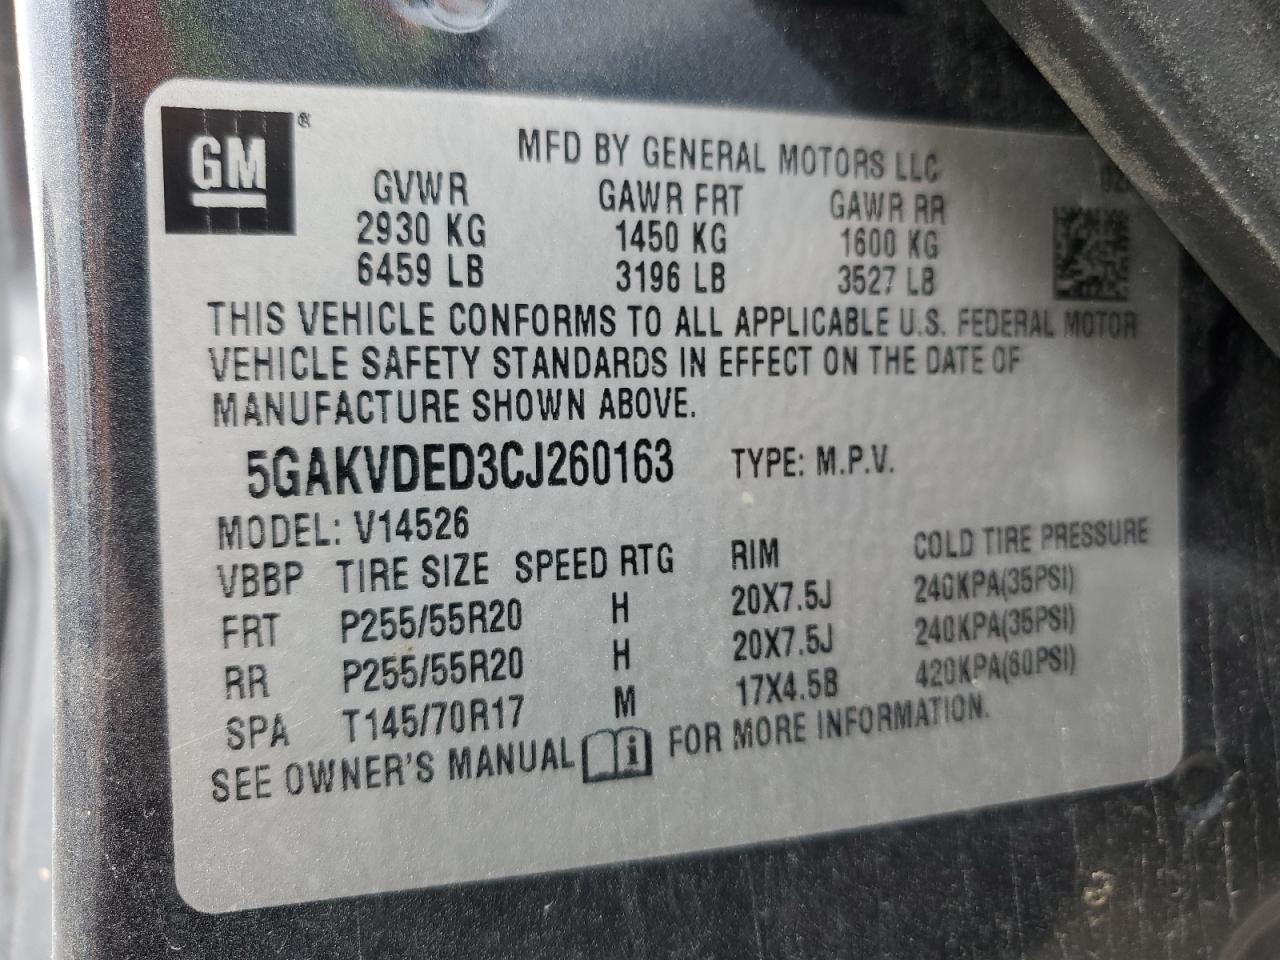 GM ®
MFD BY GENERAL MOTORS LLC
GVWR GAWR FRT GAWR RR
2930 KG 1450 KG 1600 KG
6459 LB 3196 LB 3527 LB
THIS VEHICLE CONFORMS TO ALL APPLICABLE U.S. FEDERAL MOTOR
VEHICLE SAFETY STANDARDS IN EFFECT ON THE DATE OF
MANUFACTURE SHOWN ABOVE.
5GAKVDED3CJ260163 TYPE: M.P.V.
MODEL: V14526
VBBP TIRE SIZE SPEED RTG RIM COLD TIRE PRESSURE
FRT P255/55R20 H 20X7.5J 240KPA(35PSI)
RR P255/55R20 H 20X7.5J 240KPA(35PSI)
SPA T145/70R17 M 17X4.5B 420KPA(60PSI)
SEE OWNER'S MANUAL i FOR MORE INFORMATION.